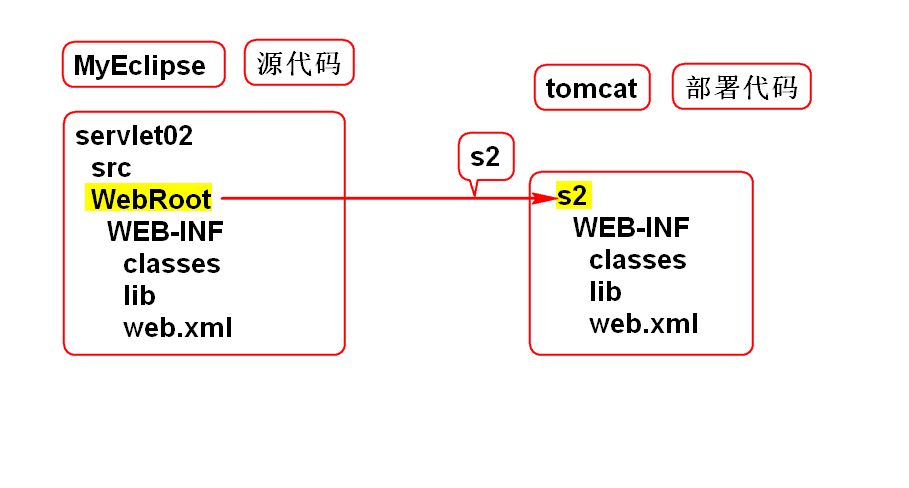 MyEclipse
源代码
servlet02
src
WebRoot
WEB-INF
classes
lib
web.xml
s2
tomcat
部署代码
s2
WEB-INF
classes
lib
web.xml